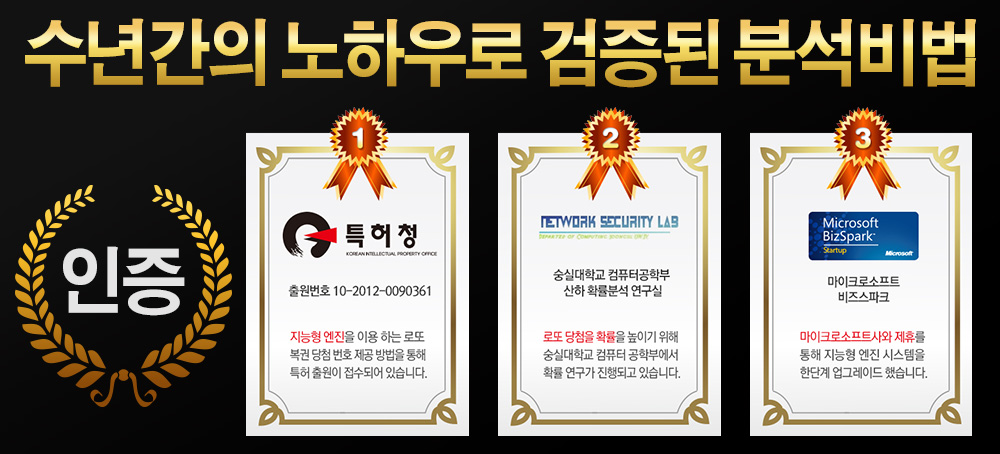 수년간의 노하우로 검증된 분석비법
인증
1
특허청
KOREAN INTELLECTUAL PROPERTY OFFICE
출원번호 10-2012-0090361
지능형 엔진을 이용 하는 로또
복권 당첨 번호 제공 방법을 통해
특허 출원이 접수되어 있습니다.
2
NETWORK SECURITY LAB
숭실대학교 컴퓨터공학부
산하 확률분석 연구실
로또 당첨을 확률을 높이기 위해
숭실대학교 컴퓨터 공학부에서
확률 연구가 진행되고 있습니다.
3
Microsoft
BizSpark™
Startup
Microsoft
마이크로소프트
비즈스파크
마이크로소프트사와 제휴를
통해 지능형 엔진 시스템을
한단계 업그레이드 했습니다.